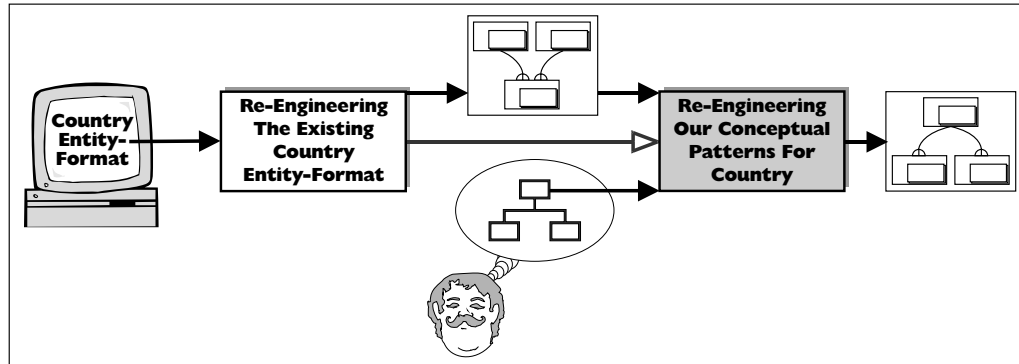 Country
Entity-
Format
Re-Engineering
The Existing
Country
Entity-Format
Re-Engineering
Our Conceptual
Patterns For
Country